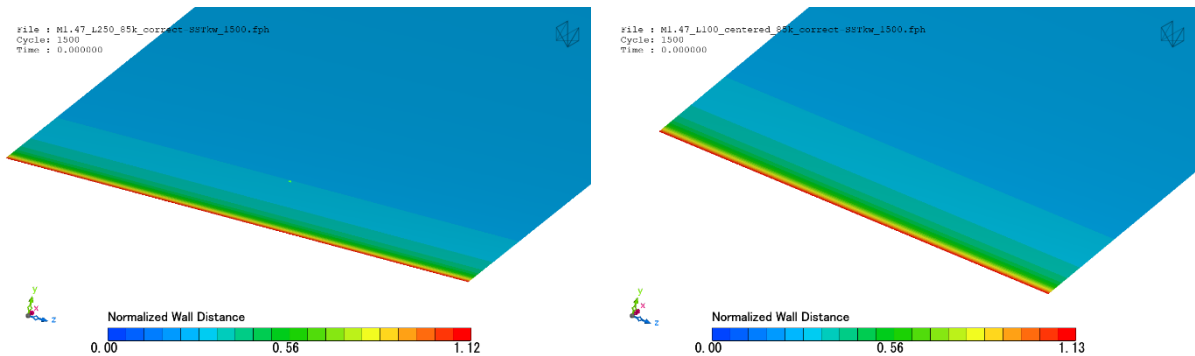 File : M1.47_L250_85k_correct-SSTkw_1500.fph
Cycle: 1500
Time : 0.000000
y
x
z
Normalized Wall Distance
0.00 0.56 1.12
File : M1.47_L100_centered_85k_correct-SSTkw_1500.fph
Cycle: 1500
Time : 0.000000
y
x
z
Normalized Wall Distance
0.00 0.56 1.13